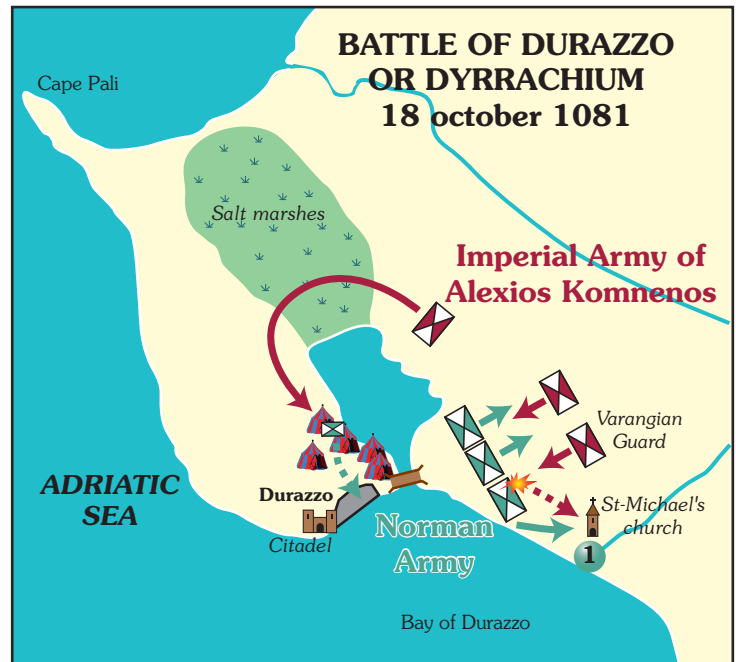 BATTLE OF DURAZZO
OR DYRRACHIUM
18 october 1081
Cape Pali
Salt marshes
Imperial Army of
Alexios Komnenos
Varangian
Guard
ADRIATIC
SEA
Durazzo
Citadel
Norman
Army
St-Michael's
church
1
Bay of Durazzo